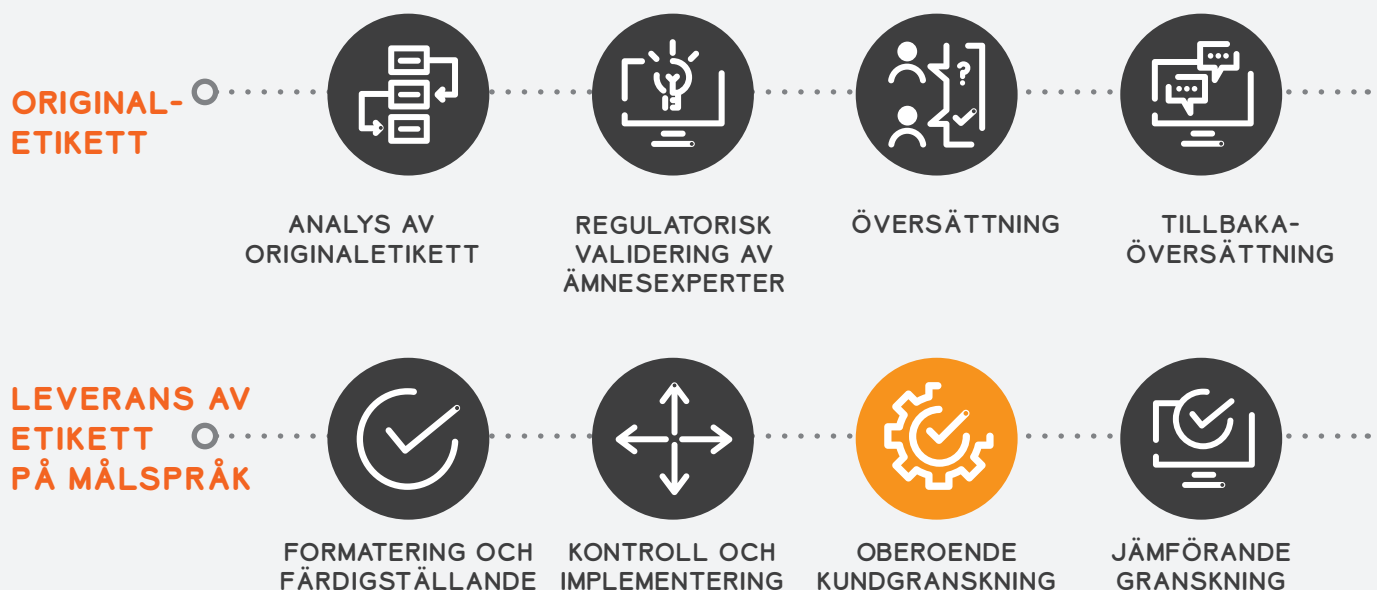 ORIGINAL-
ETIKETT
ANALYS AV
ORIGINALETIKETT
REGULATORISK
VALIDERING AV
ÄMNESEXPERTER
ÖVERSÄTTNING
TILLBAKA-
ÖVERSÄTTNING
LEVERANS AV
ETIKETT
PÅ MÅLSPRÅK
FORMATERING OCH
FÄRDIGSTÄLLANDE
KONTROLL OCH
IMPLEMENTERING
OBEROENDE
KUNDGRANSKNING
JÄMFÖRANDE
GRANSKNING